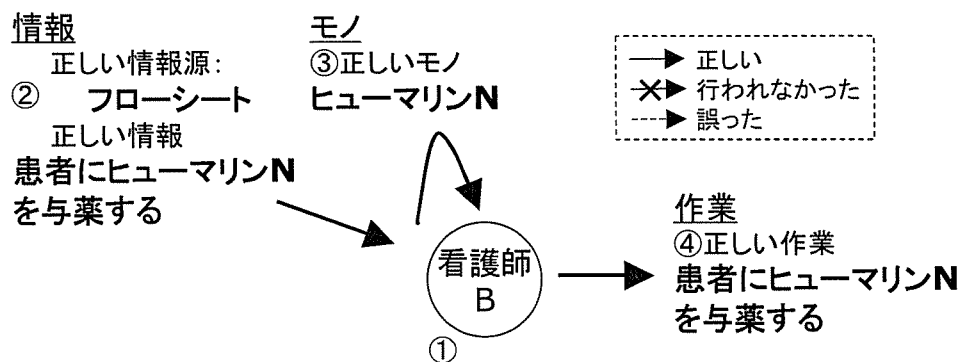 情報
正しい情報源:
② フローシート
正しい情報
患者にヒューマリンN
を与薬する
モノ
③正しいモノ
ヒューマリンN
正しい
行われなかった
誤った
看護師
B
①
作業
④正しい作業
患者にヒューマリンN
を与薬する